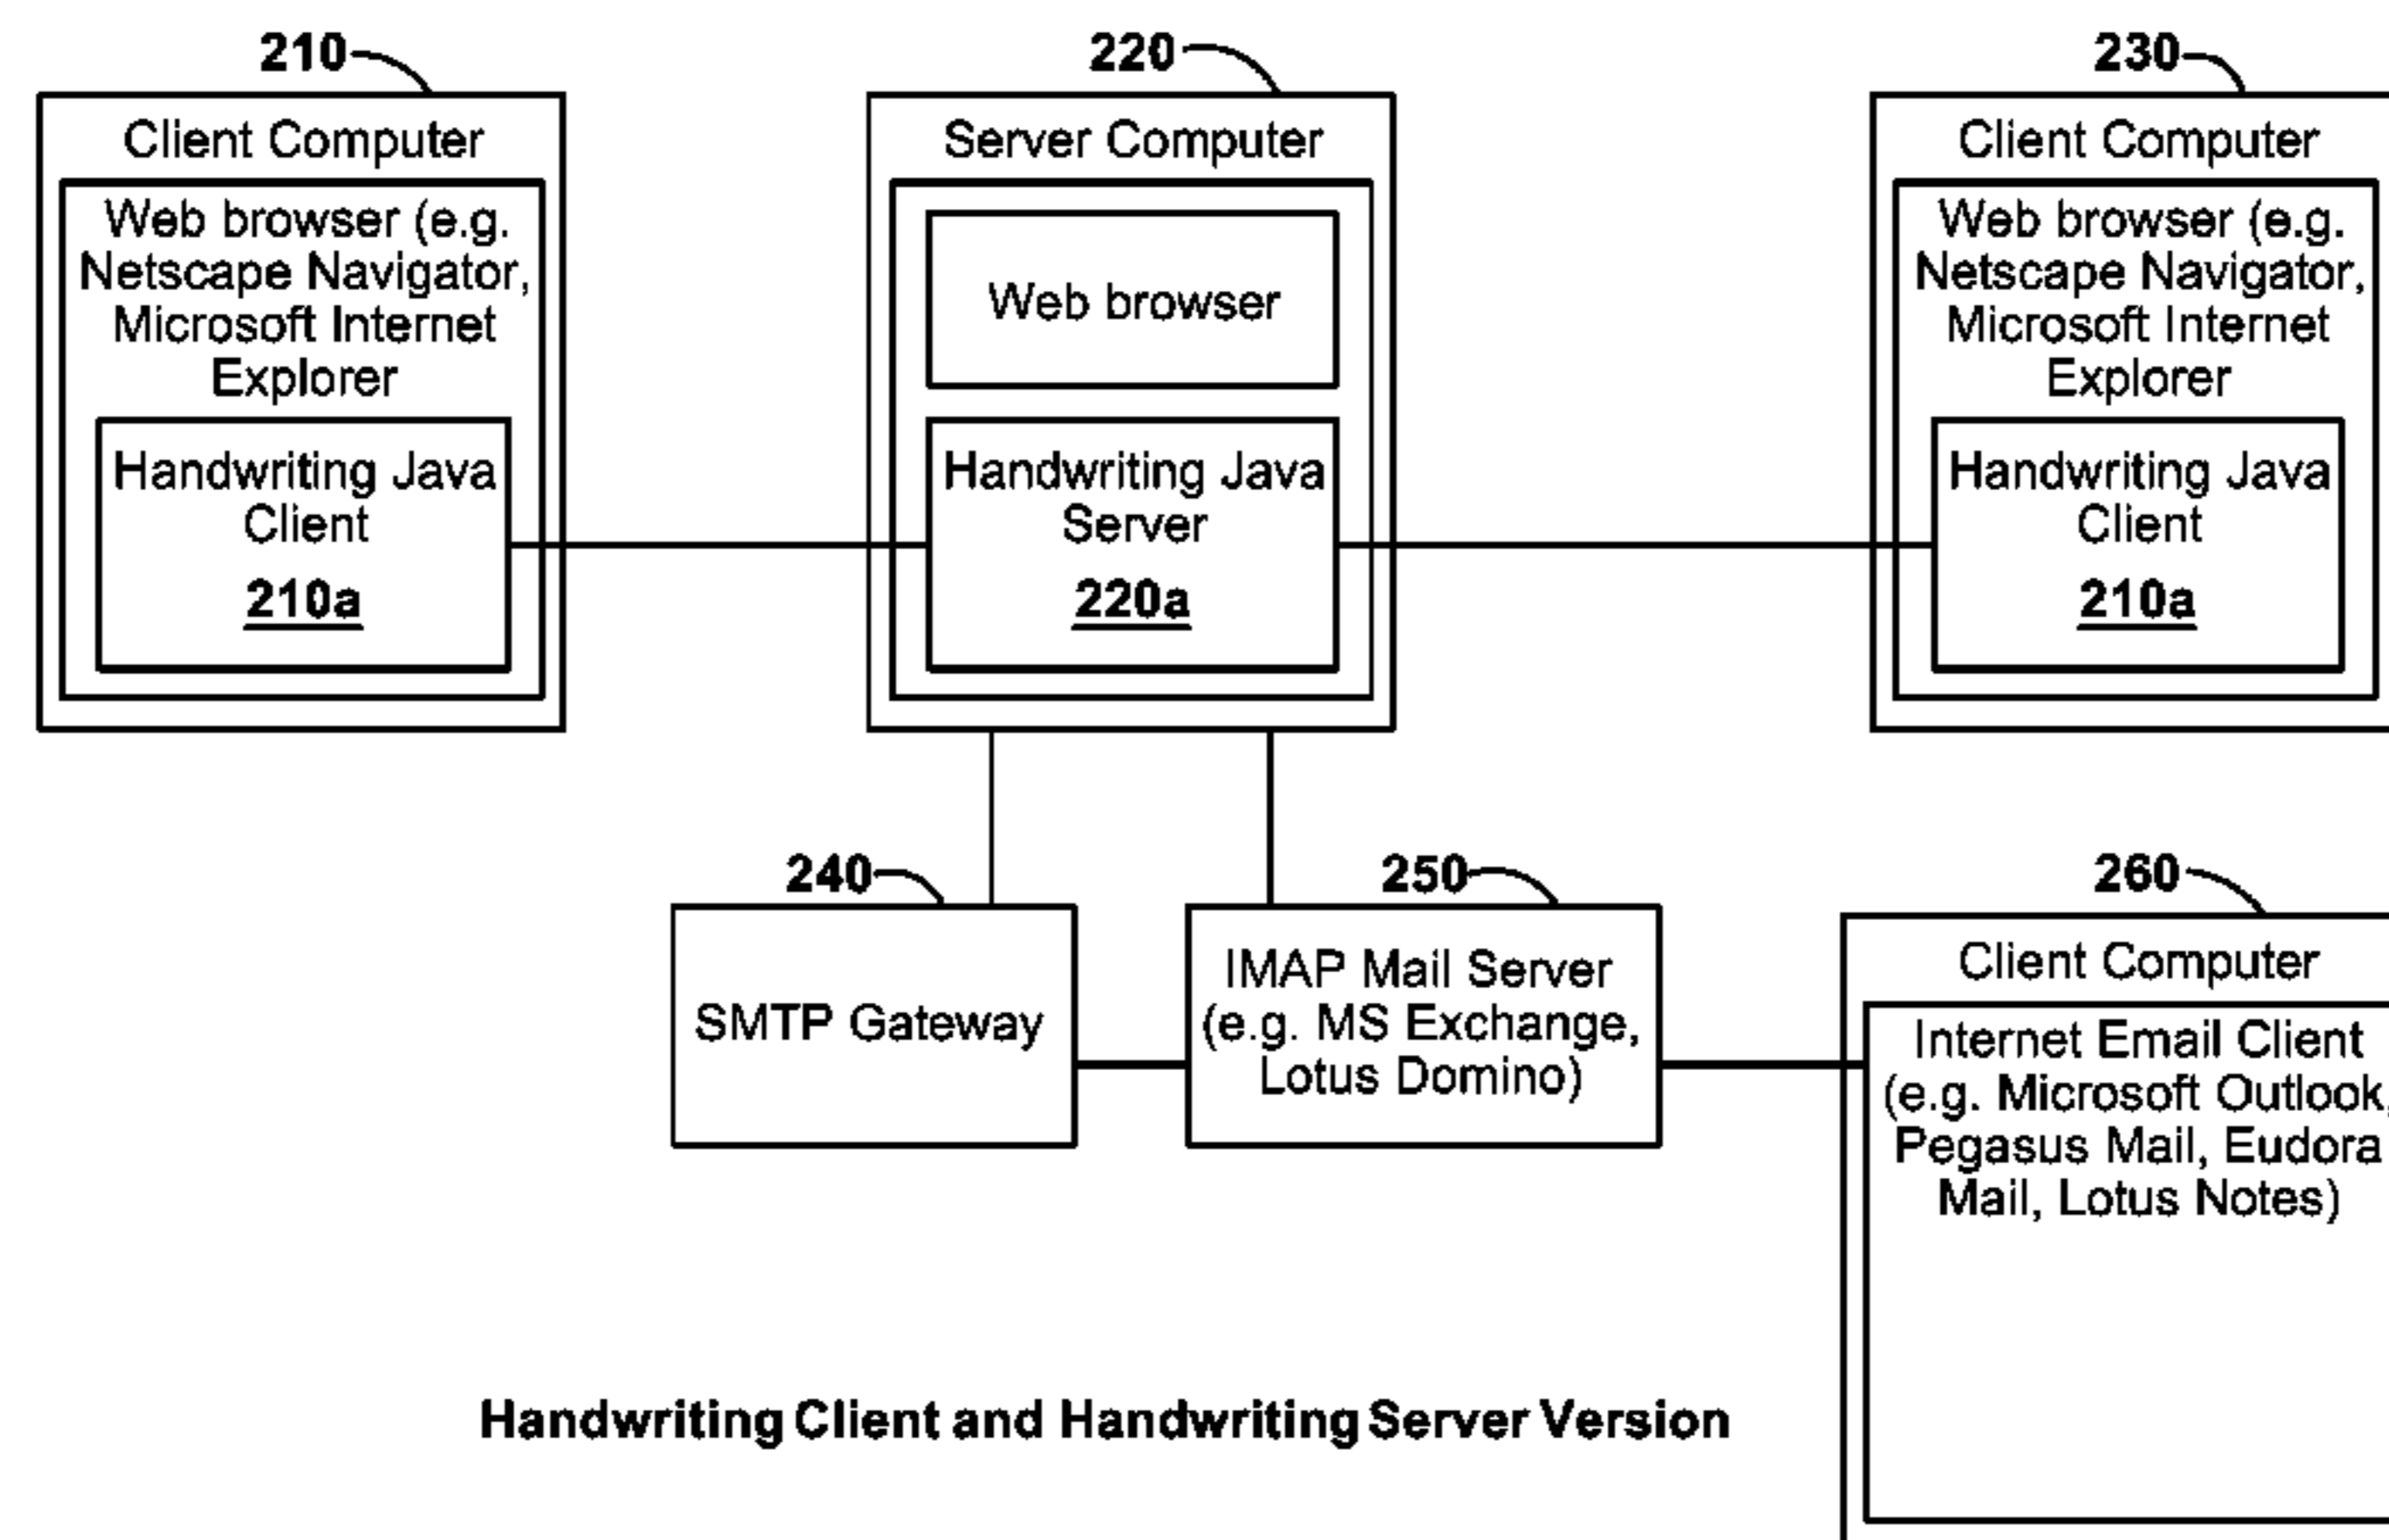 210
Client Computer
Web browser (e.g.
Netscape Navigator,
Microsoft Internet
Explorer
Handwriting Java
Client
210a
220
Server Computer
Web browser
Handwriting Java
Server
220a
230
Client Computer
Web browser (e.g.
Netscape Navigator,
Microsoft Internet
Explorer
Handwriting Java
Client
210a
240
SMTP Gateway
250
IMAP Mail Server
(e.g. MS Exchange,
Lotus Domino)
260
Client Computer
Internet Email Client
(e.g. Microsoft Outlook,
Pegasus Mail, Eudora
Mail, Lotus Notes)
Handwriting Client and Handwriting Server Version